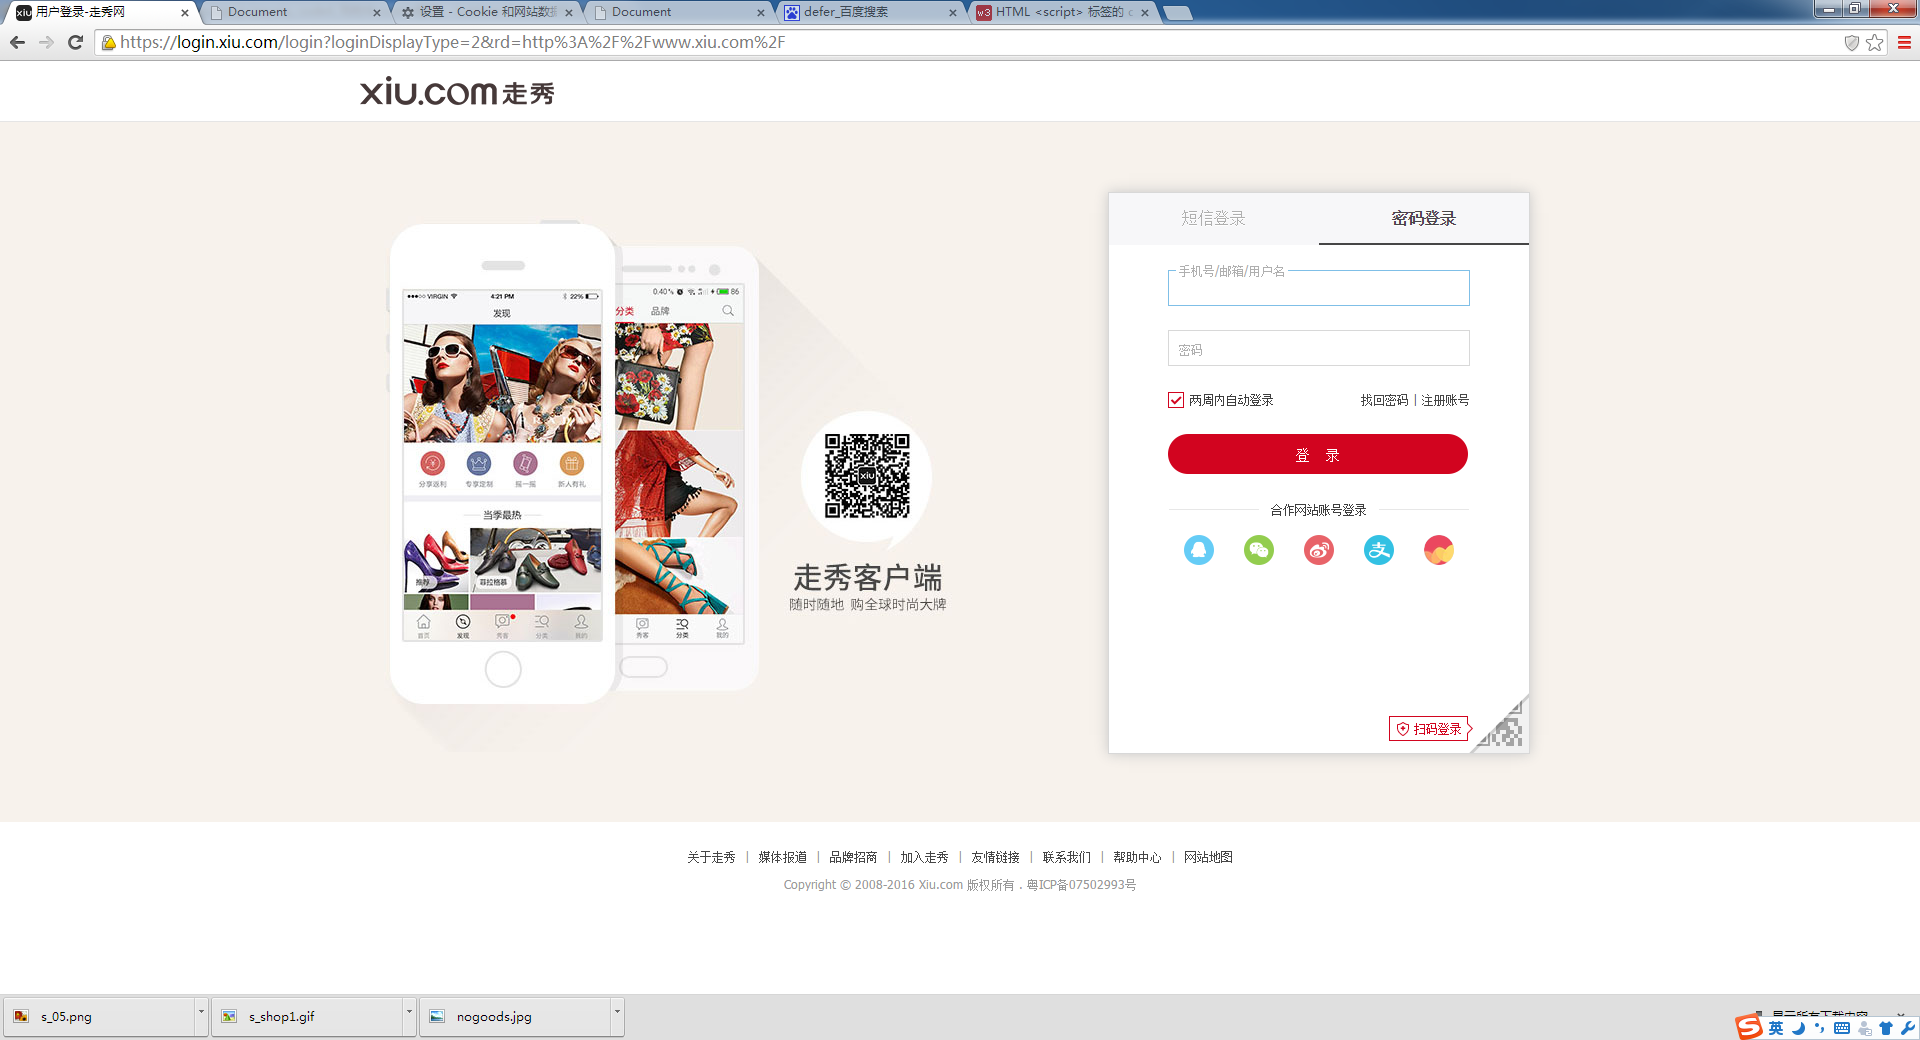 用户登录-走秀网
Document
设置 - Cookie 和网站数据
Document
defer_百度搜索
HTML <script> 标签的
https://login.xiu.com/login?loginDisplayType=2&rd=http%3A%2F%2Fwww.xiu.com%2F
xiu.com走秀
短信登录
密码登录
手机号/邮箱/用户名
密码
两周内自动登录
找回密码 | 注册账号
登 录
合作网站账号登录
扫码登录
VIRGIN
4:21 PM
22%
发现
分享返利
专享定制
摇一摇
新人有礼
当季最热
推荐
菲拉格慕
首页
发现
秀客
分类
我的
0.40%
86
分类
品牌
秀客
分类
我的
xiu
走秀客户端
随时随地 购全球时尚大牌
关于走秀 | 媒体报道 | 品牌招商 | 加入走秀 | 友情链接 | 联系我们 | 帮助中心 | 网站地图
Copyright © 2008-2016 Xiu.com 版权所有 . 粤ICP备07502993号
s_05.png
s_shop1.gif
nogoods.jpg
英